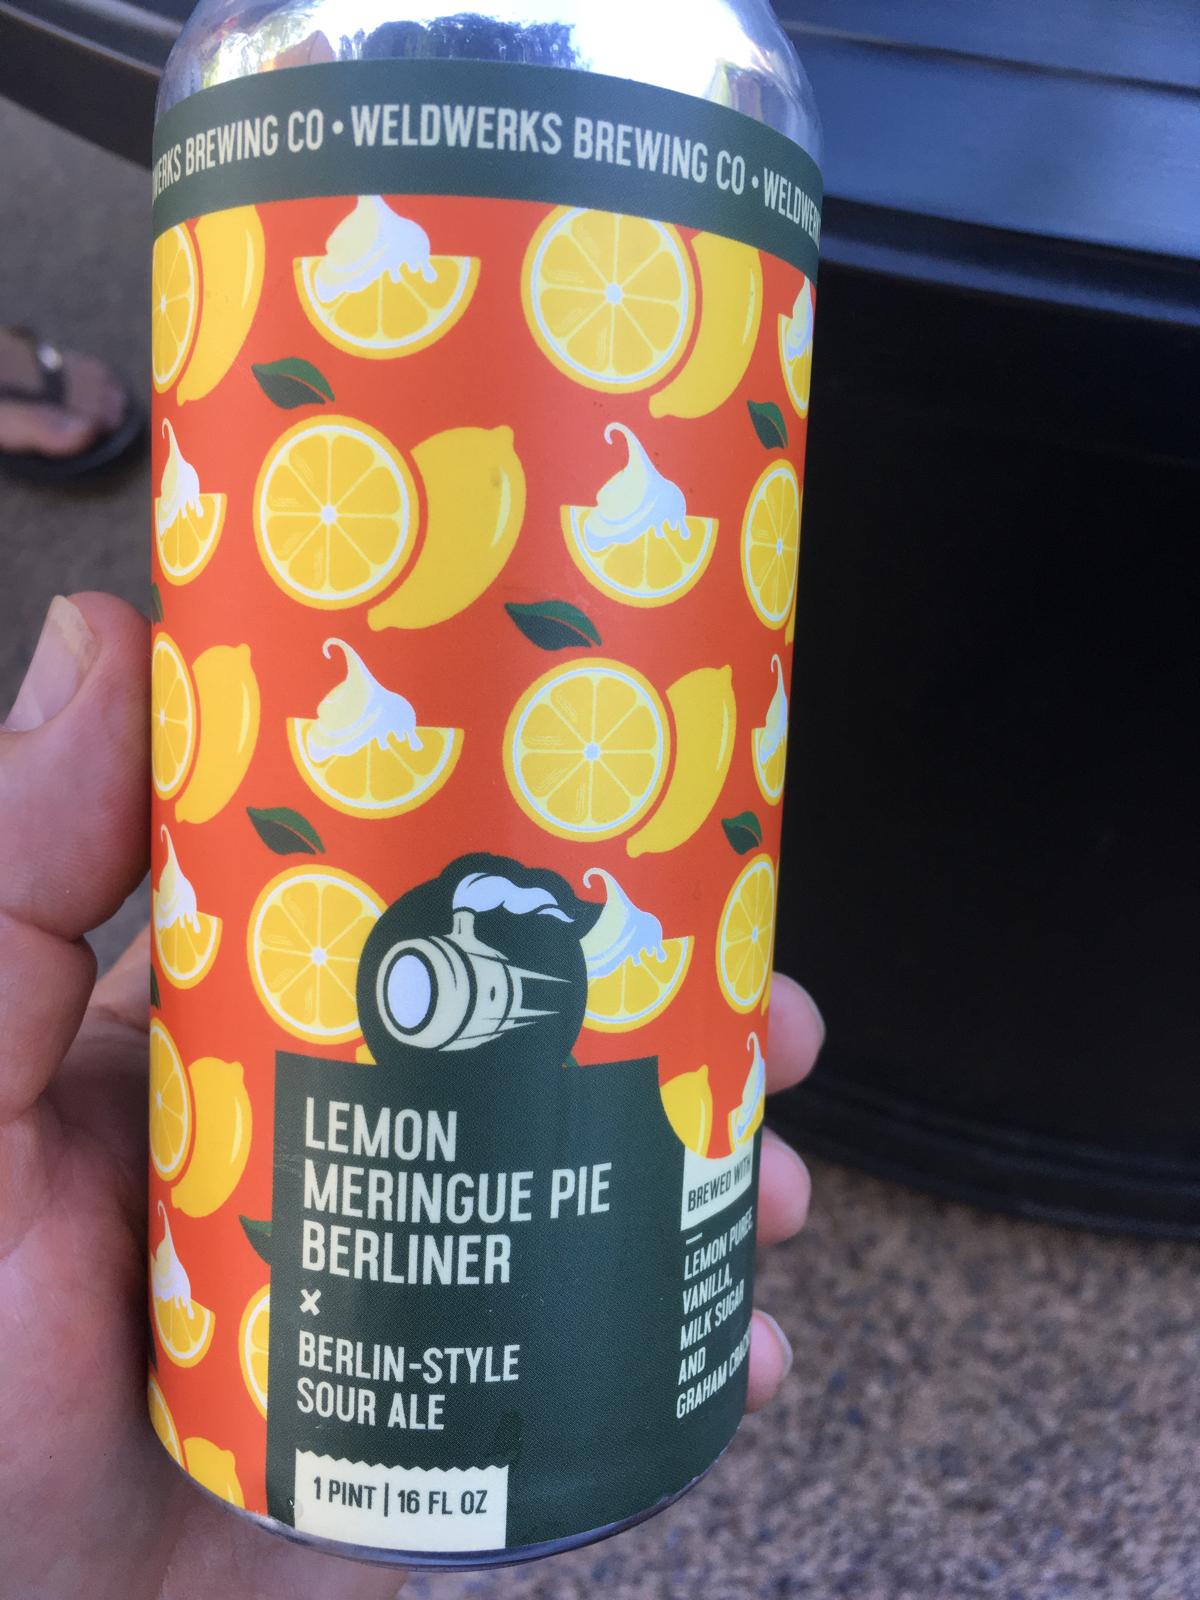 WERKS BREWING CO • WELDWERKS BREWING CO • WELDWERK
LEMON
MERINGUE PIE
BERLINER
x
BERLIN-STYLE
SOUR ALE
1 PINT | 16 FL OZ
BREWED WITH
LEMON PUREE,
VANILLA,
MILK SUGAR
AND
GRAHAM